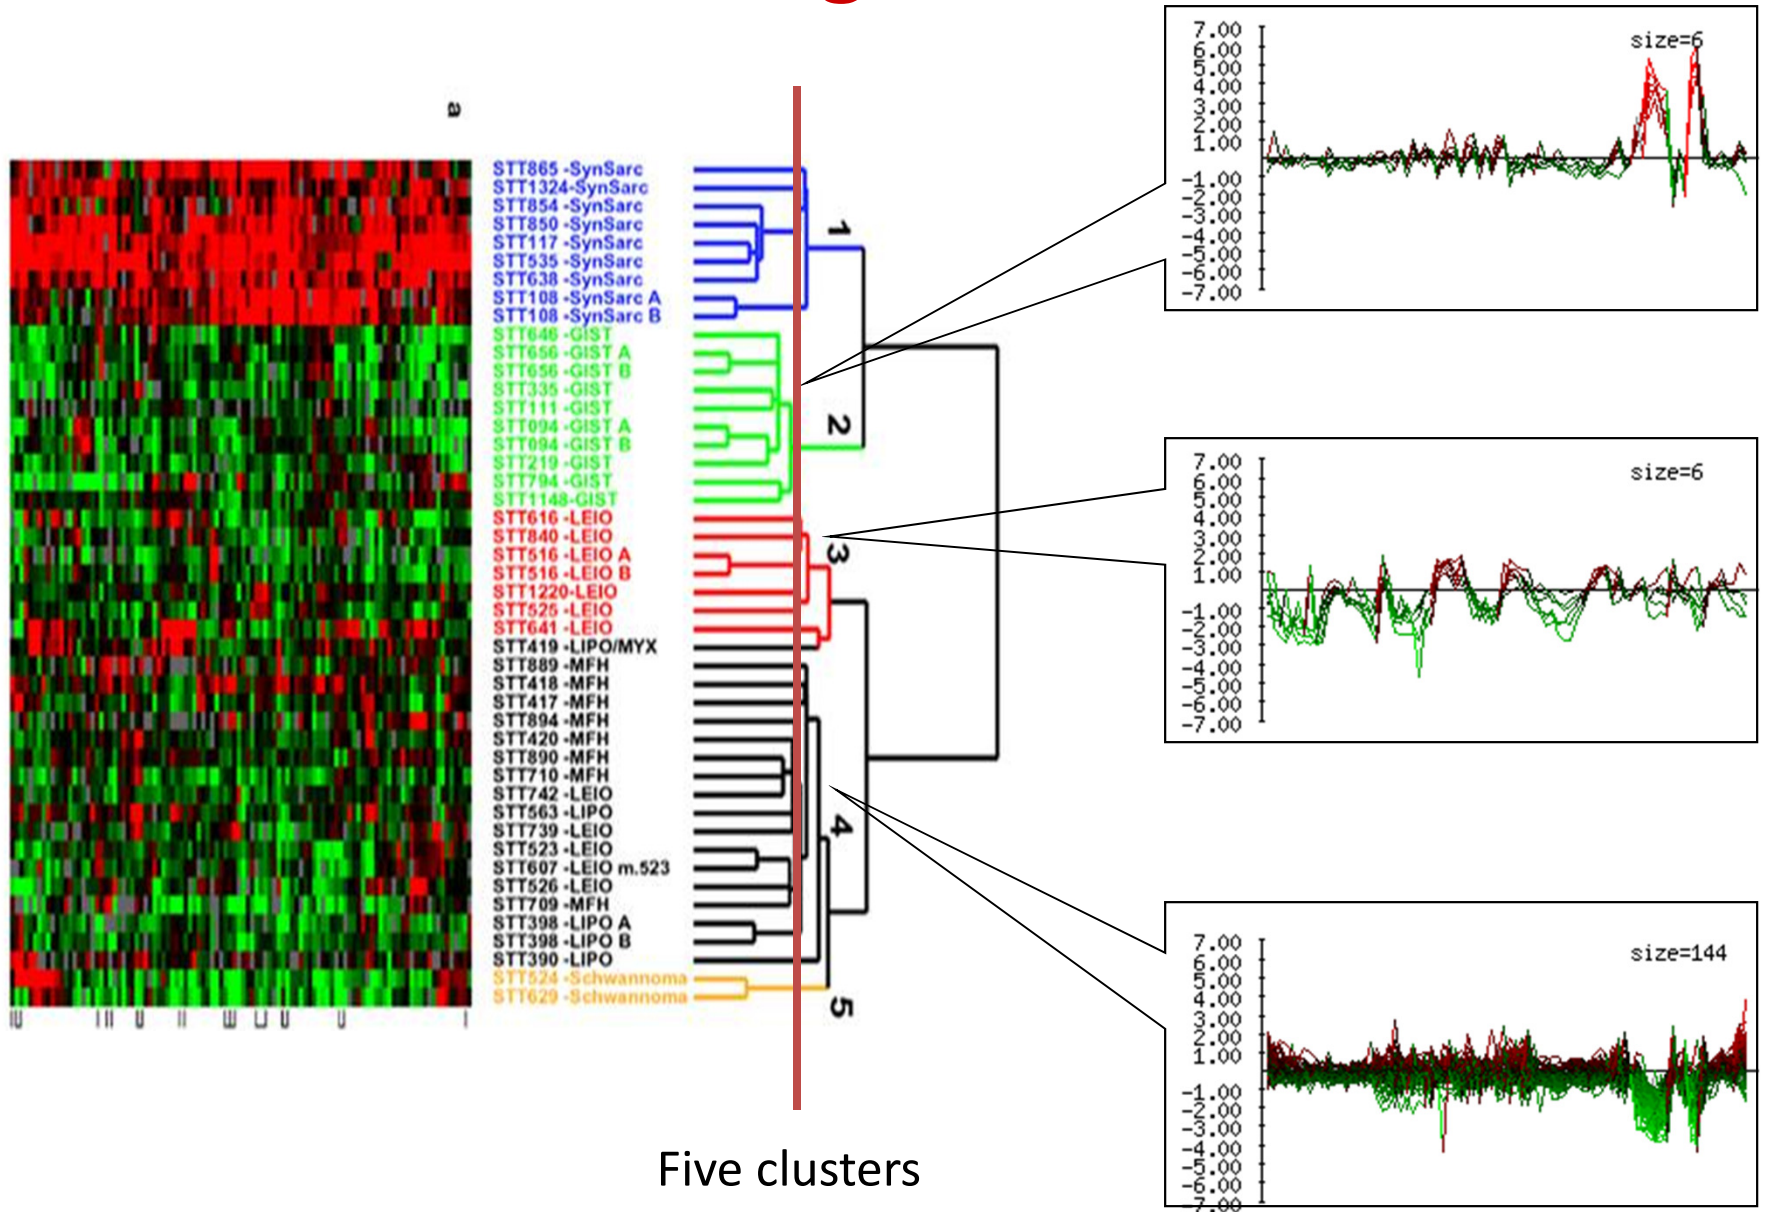 a
STT865 -SynSarc
STT1324-SynSarc
STT854 -SynSarc
STT850 -SynSarc
STT117 -SynSarc
STT535 -SynSarc
STT638 -SynSarc
STT108 -SynSarc A
STT108 -SynSarc B
STT646 -GIST
STT656 -GIST A
STT656 -GIST B
STT335 -GIST
STT111 -GIST
STT094 -GIST A
STT094 -GIST B
STT219 -GIST
STT794 -GIST
STT1148-GIST
STT616 -LEIO
STT840 -LEIO
STT516 -LEIO A
STT516 -LEIO B
STT1220-LEIO
STT525 -LEIO
STT641 -LEIO
STT419 -LIPO/MYX
STT889 -MFH
STT418 -MFH
STT417 -MFH
STT894 -MFH
STT420 -MFH
STT890 -MFH
STT710 -MFH
STT742 -LEIO
STT563 -LIPO
STT739 -LEIO
STT523 -LEIO
STT607 -LEIO m.523
STT526 -LEIO
STT709 -MFH
STT398 -LIPO A
STT398 -LIPO B
STT390 -LIPO
STT524 -Schwannoma
STT629 -Schwannoma
1
2
3
4
5
Five clusters
size=6
7.00
6.00
5.00
4.00
3.00
2.00
1.00
-1.00
-2.00
-3.00
-4.00
-5.00
-6.00
-7.00
size=6
7.00
6.00
5.00
4.00
3.00
2.00
1.00
-1.00
-2.00
-3.00
-4.00
-5.00
-6.00
-7.00
size=144
7.00
6.00
5.00
4.00
3.00
2.00
1.00
-1.00
-2.00
-3.00
-4.00
-5.00
-6.00
-7.00